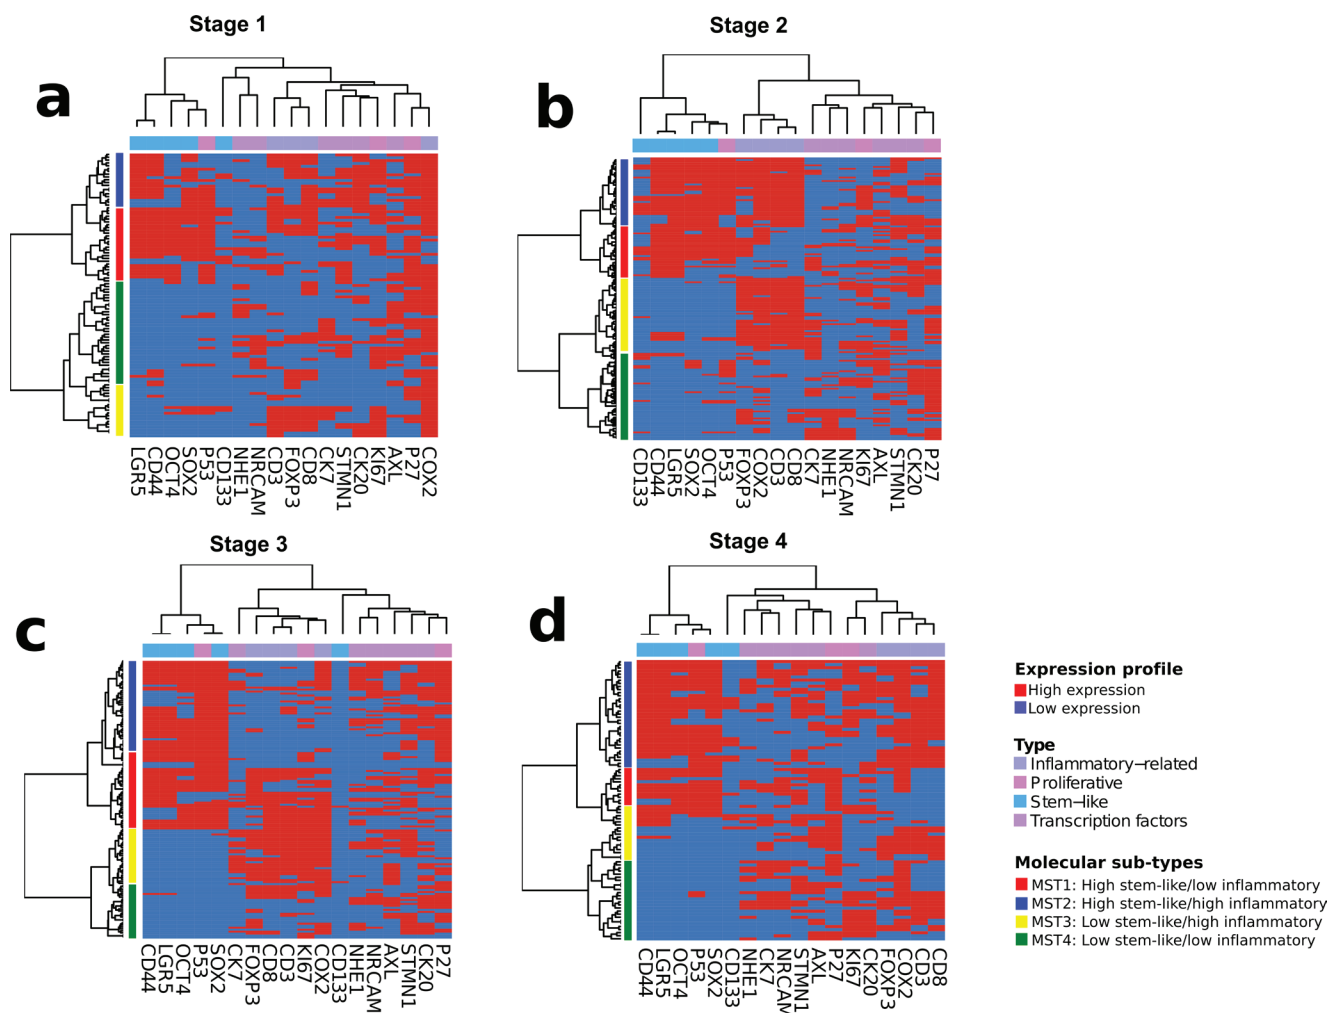 Stage 1
a
LGR5 CD44 OCT4 SOX2 P53 CD133 NHE1 NRCAM CD3 FOXP3 CD8 CK7 STMN1 CK20 KI67 AXL P27 COX2
Stage 2
b
CD133 CD44 LGR5 SOX2 OCT4 P53 FOXP3 COX2 CD3 CD8 CK7 NHE1 NRCAM KI67 AXL STMN1 CK20 P27
Stage 3
c
CD44 LGR5 OCT4 P53 SOX2 CK7 FOXP3 CD8 CD3 KI67 COX2 CD133 NHE1 NRCAM AXL STMN1 CK20 P27
Stage 4
d
CD44 LGR5 OCT4 P53 SOX2 CD133 NHE1 CK7 NRCAM STMN1 AXL P27 KI67 CK20 FOXP3 COX2 CD3 CD8
Expression profile
High expression
Low expression
Type
Inflammatory−related
Proliferative
Stem−like
Transcription factors
Molecular sub-types
MST1: High stem-like/low inflammatory
MST2: High stem-like/high inflammatory
MST3: Low stem-like/high inflammatory
MST4: Low stem-like/low inflammatory